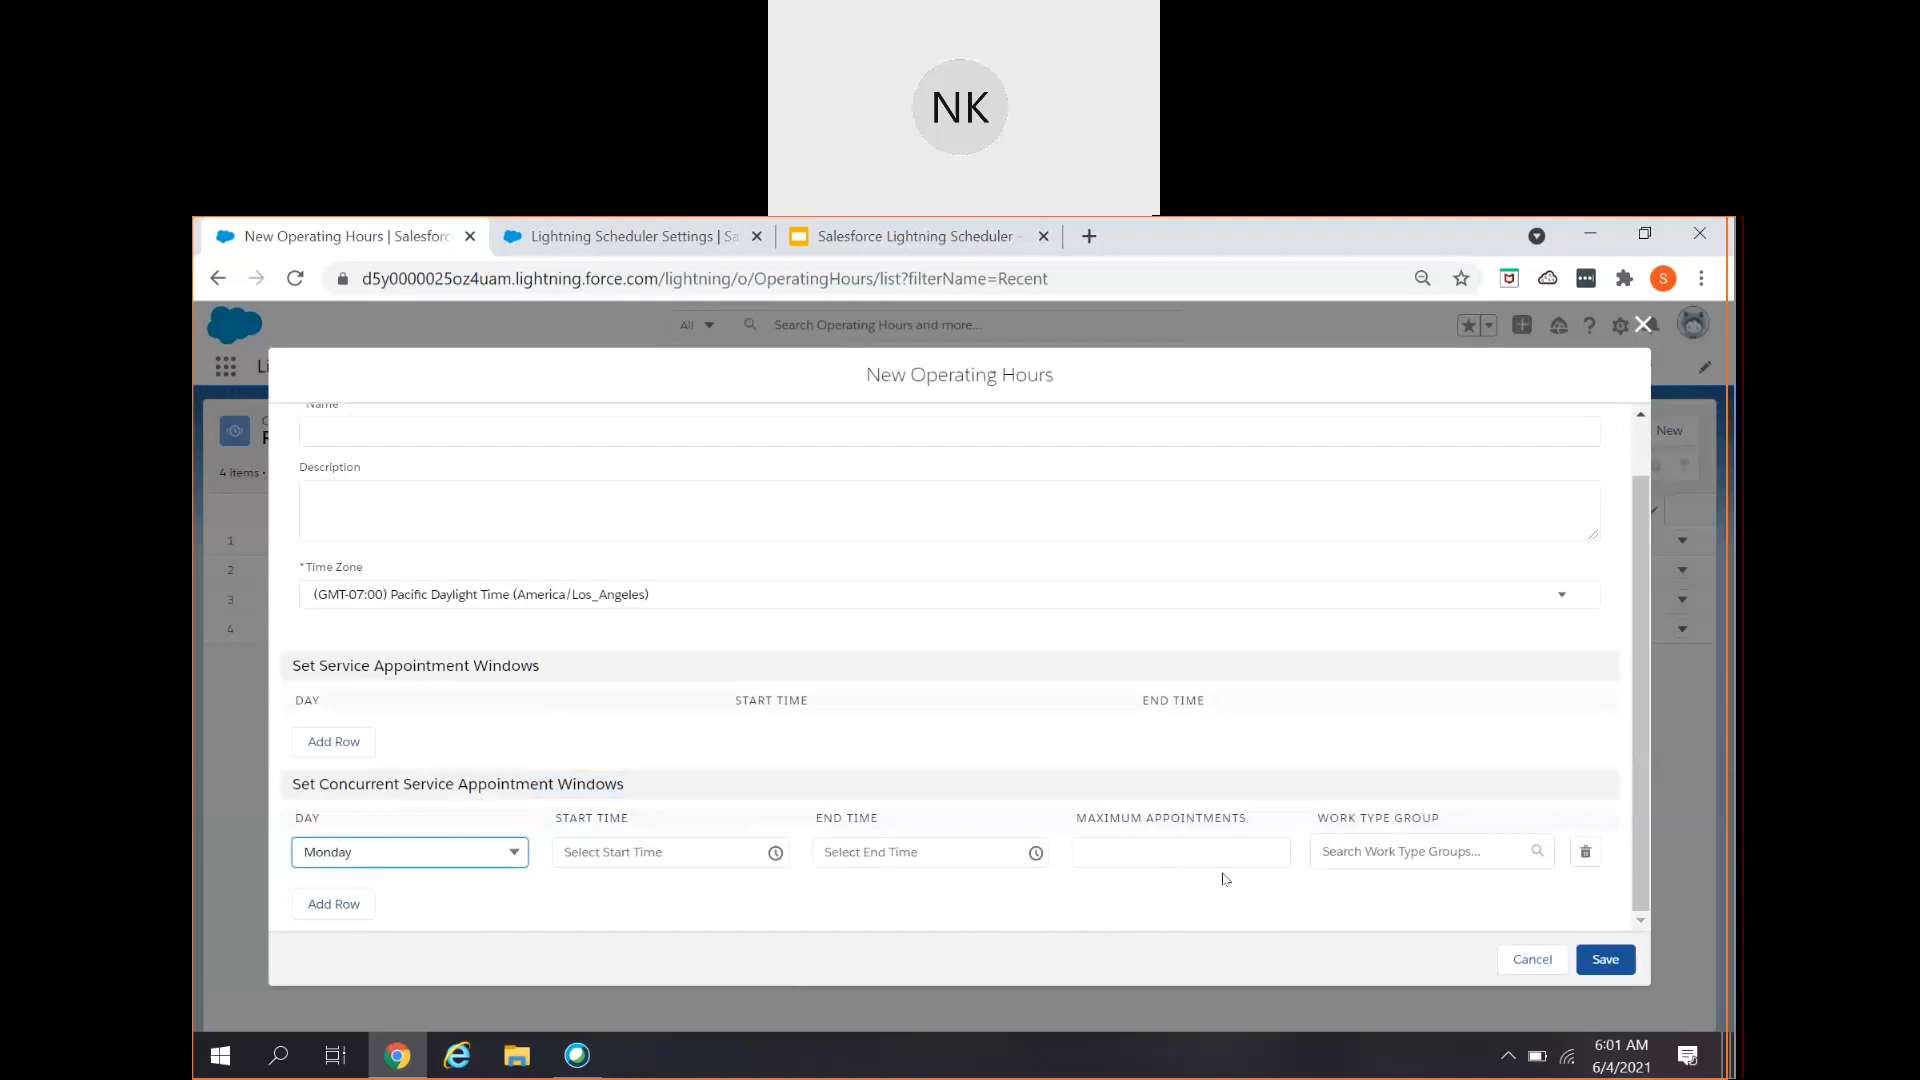 NK
New Operating Hours | Salesforc
Lightning Scheduler Settings | Sa
Salesforce Lightning Scheduler -
d5y0000025oz4uam.lightning.force.com/lightning/o/OperatingHours/list?filterName=Recent
S
All
Search Operating Hours and more...
Li
New Operating Hours
New
4 items •
1
2
3
4
Name
Description
*Time Zone
(GMT-07:00) Pacific Daylight Time (America/Los_Angeles)
Set Service Appointment Windows
DAY START TIME END TIME
Add Row
Set Concurrent Service Appointment Windows
DAY START TIME END TIME MAXIMUM APPOINTMENTS WORK TYPE GROUP
Monday Select Start Time Select End Time Search Work Type Groups...
Add Row
Cancel Save
6:01 AM
6/4/2021